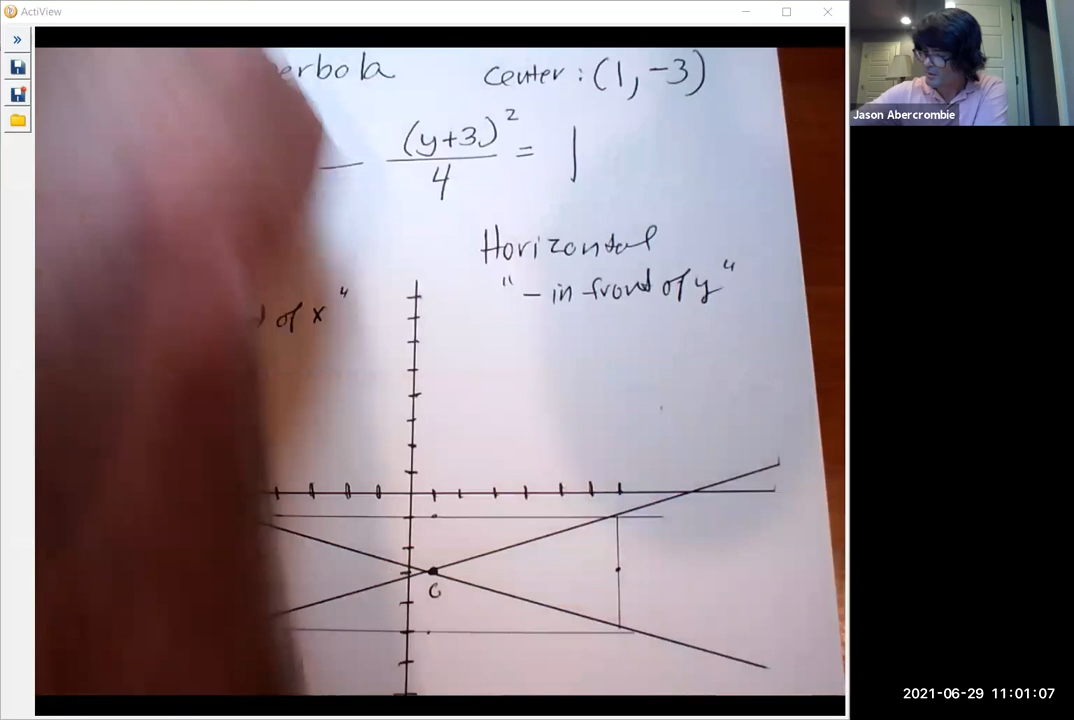 ActiView
erbola center : (1, -3)
— (y+3)² / 4 = 1
Horizontal
of x" "- in front of y"
C
Jason Abercrombie
2021-06-29 11:01:07